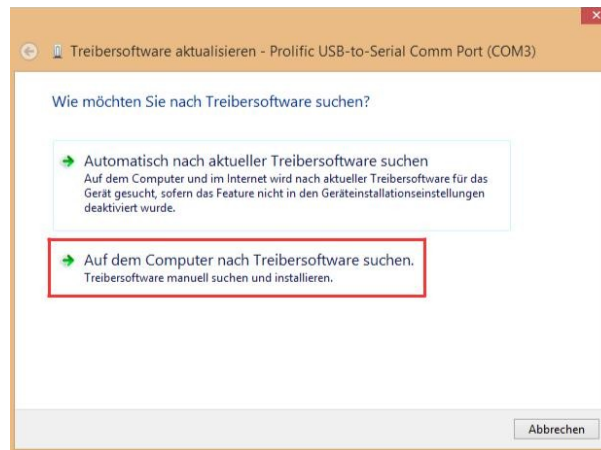 Treibersoftware aktualisieren - Prolific USB-to-Serial Comm Port (COM3)
Wie möchten Sie nach Treibersoftware suchen?
Automatisch nach aktueller Treibersoftware suchen
Auf dem Computer und im Internet wird nach aktueller Treibersoftware für das
Gerät gesucht, sofern das Feature nicht in den Geräteinstallationseinstellungen
deaktiviert wurde.
Auf dem Computer nach Treibersoftware suchen.
Treibersoftware manuell suchen und installieren.
Abbrechen